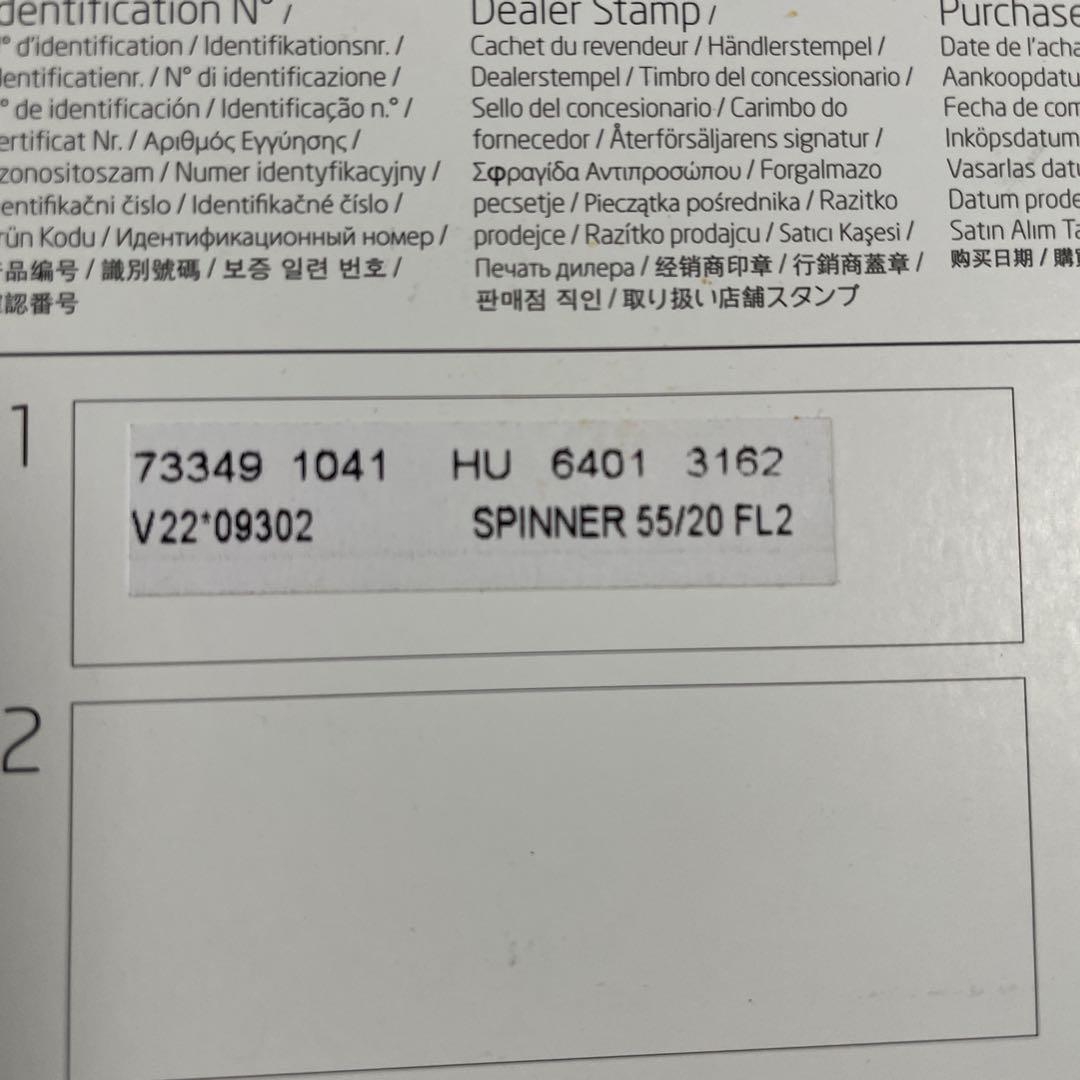 dentification N° /
° d'identification / Identifikationsnr. /
dentificatienr. / N° di identificazione /
° de identificación / Identificação n.° /
ertificat Nr. / Αριθμός Εγγύησης /
zonositoszam / Numer identyfikacyjny /
entifikačni čislo / Identifikačné číslo /
rün Kodu / Идентификационный номер /
品编号 / 識別號碼 / 보증 일련 번호 /
認番号
Dealer Stamp /
Cachet du revendeur / Händlerstempel /
Dealerstempel / Timbro del concessionario /
Sello del concesionario / Carimbo do
fornecedor / Återförsäljarens signatur /
Σφραγίδα Αντιπροσώπου / Forgalmazo
pecsetje / Pieczątka pośrednika / Razitko
prodejce / Razítko prodajcu / Satıcı Kaşesi /
Печать дилера / 经销商印章 / 行銷商蓋章 /
판매점 직인 / 取り扱い店舗スタンプ
Purchase
Date de l'acha
Aankoopdatu
Fecha de com
Inköpsdatum
Vasarlas datu
Datum prode
Satın Alım Ta
购买日期 / 購買
1
73349 1041 HU 6401 3162
V22*09302 SPINNER 55/20 FL2
2